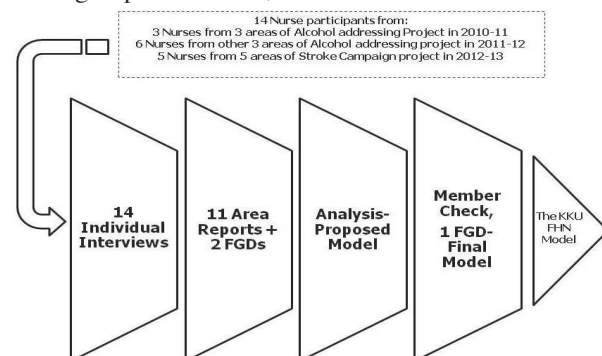 14 Nurse participants from:
3 Nurses from 3 areas of Alcohol addressing Project in 2010-11
6 Nurses from other 3 areas of Alcohol addressing project in 2011-12
5 Nurses from 5 areas of Stroke Campaign project in 2012-13
14
Individual
Interviews
11 Area
Reports +
2 FGDs
Analysis-
Proposed
Model
Member
Check,
1 FGD-
Final
Model
The KKU
FHN
Model